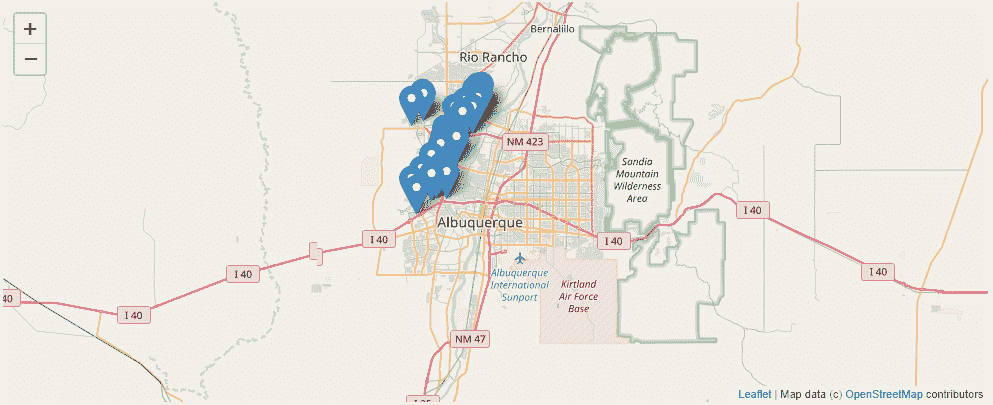 +
−
Bernalillo
Rio Rancho
NM 423
Sandia
Mountain
Wilderness
Area
I 40
Albuquerque
I 40
I 40
I 40
I 40
Albuquerque
International
Sunport
Kirtland
Air Force
Base
40
I 40
NM 47
I 25
Leaflet | Map data (c) OpenStreetMap contributors